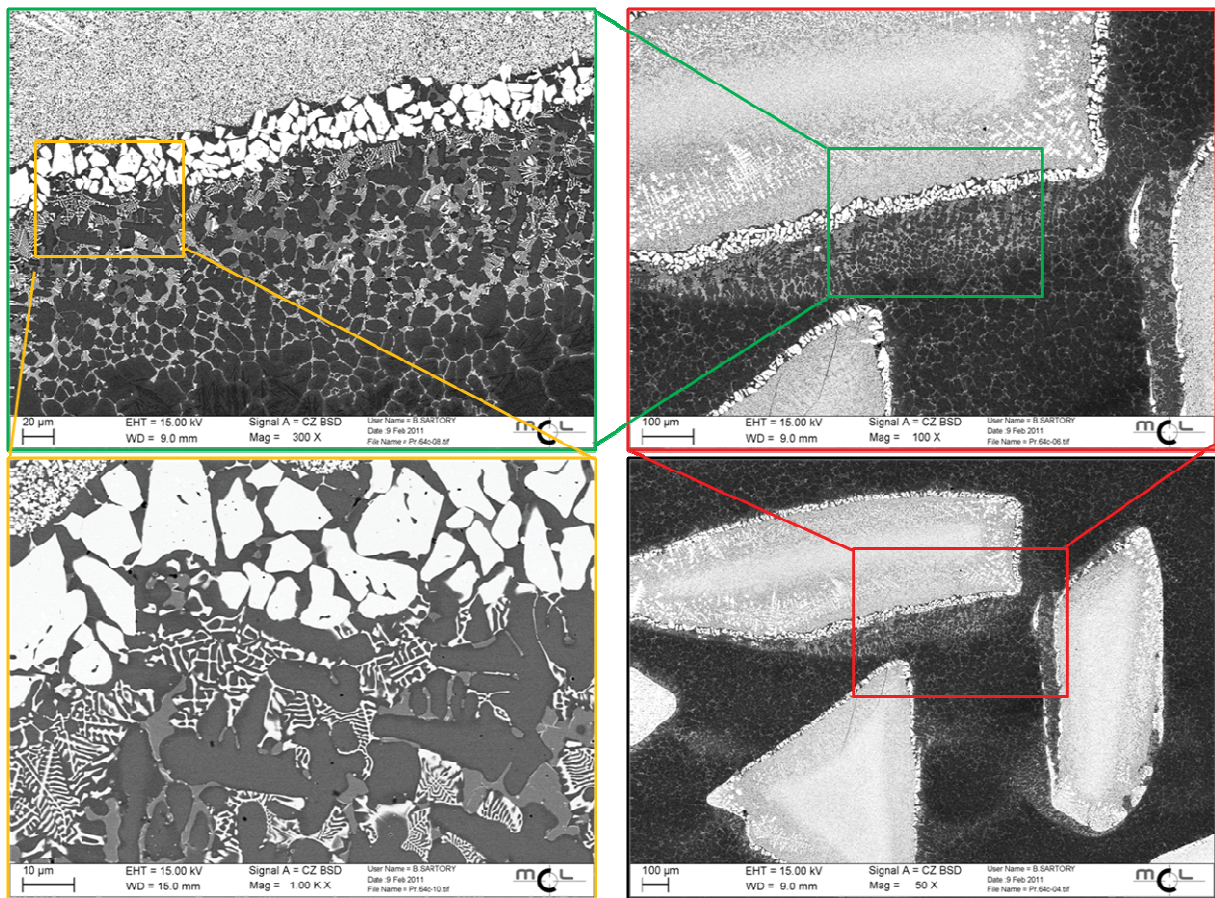 20 µm
EHT = 15.00 kV
WD = 9.0 mm
Signal A = CZ BSD
Mag = 300 X
User Name = B.SARTORY
Date :9 Feb 2011
File Name = Pr.64c-08.tif
m C L
100 µm
EHT = 15.00 kV
WD = 9.0 mm
Signal A = CZ BSD
Mag = 100 X
User Name = B.SARTORY
Date :9 Feb 2011
File Name = Pr.64c-06.tif
m C L
10 µm
EHT = 15.00 kV
WD = 15.0 mm
Signal A = CZ BSD
Mag = 1.00 K X
User Name = B.SARTORY
Date :9 Feb 2011
File Name = Pr.64c-10.tif
m C L
100 µm
EHT = 15.00 kV
WD = 9.0 mm
Signal A = CZ BSD
Mag = 50 X
User Name = B.SARTORY
Date :9 Feb 2011
File Name = Pr.64c-04.tif
m C L